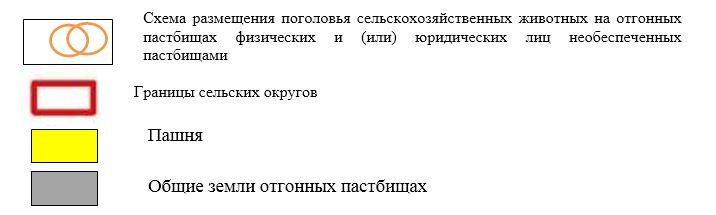 Схема размещения поголовья сельскохозяйственных животных на отгонных
пастбищах физических и (или) юридических лиц необеспеченных
пастбищами
Границы сельских округов
Пашня
Общие земли отгонных пастбищах